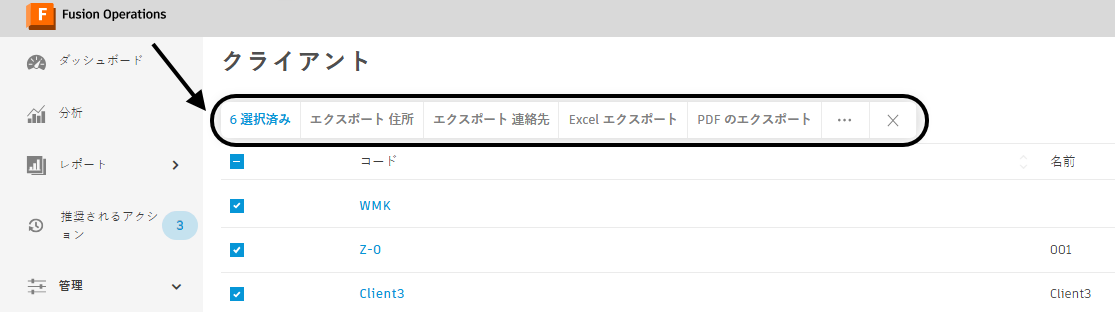 F Fusion Operations
クライアント
ダッシュボード
分析
レポート
推奨されるアクシ
ョン
3
管理
6 選択済み エクスポート 住所 エクスポート 連絡先 Excel エクスポート PDF のエクスポート ...
コード 名前
WMK
Z-O 001
Client3 Client3